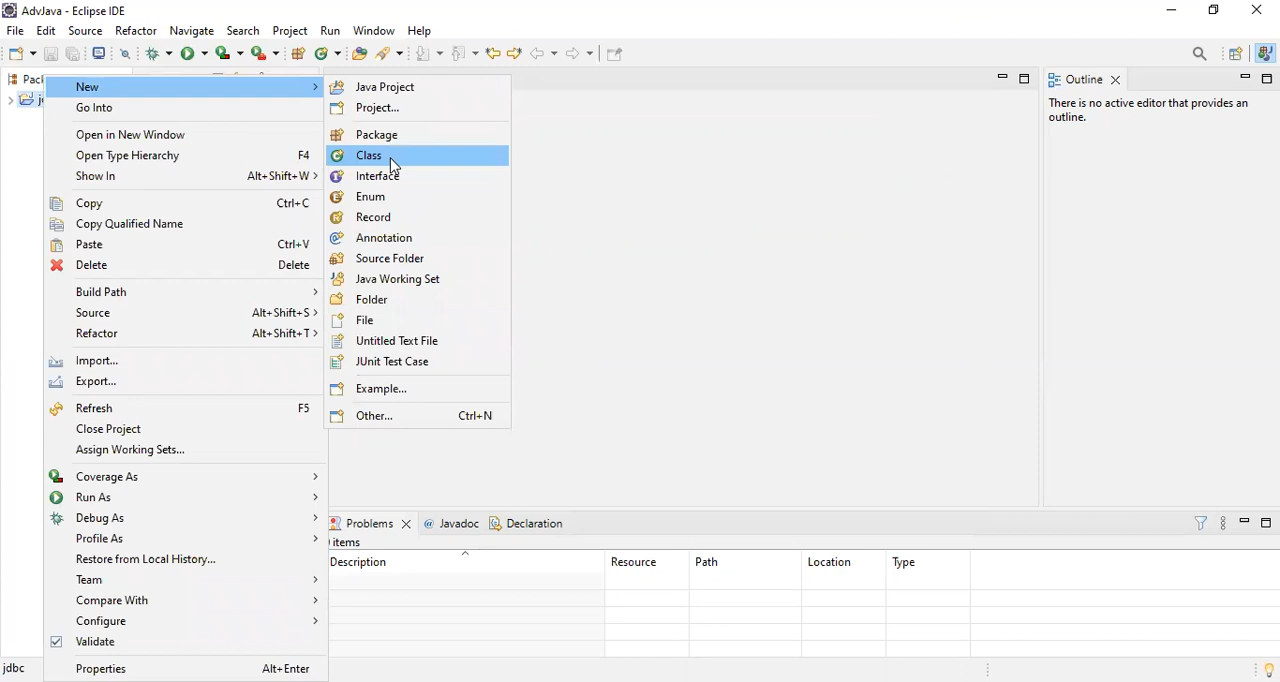 AdvJava - Eclipse IDE
File Edit Source Refactor Navigate Search Project Run Window Help
New
Go Into
Open in New Window
Open Type Hierarchy F4
Show In Alt+Shift+W >
Copy Ctrl+C
Copy Qualified Name
Paste Ctrl+V
Delete Delete
Build Path
Source Alt+Shift+S >
Refactor Alt+Shift+T >
Import...
Export...
Refresh F5
Close Project
Assign Working Sets...
Coverage As
Run As
Debug As
Profile As
Restore from Local History...
Team
Compare With
Configure
Validate
Properties Alt+Enter
Java Project
Project...
Package
Class
Interface
Enum
Record
Annotation
Source Folder
Java Working Set
Folder
File
Untitled Text File
JUnit Test Case
Example...
Other... Ctrl+N
Outline
There is no active editor that provides an
outline.
Problems @ Javadoc Declaration
items
Description Resource Path Location Type
jdbc